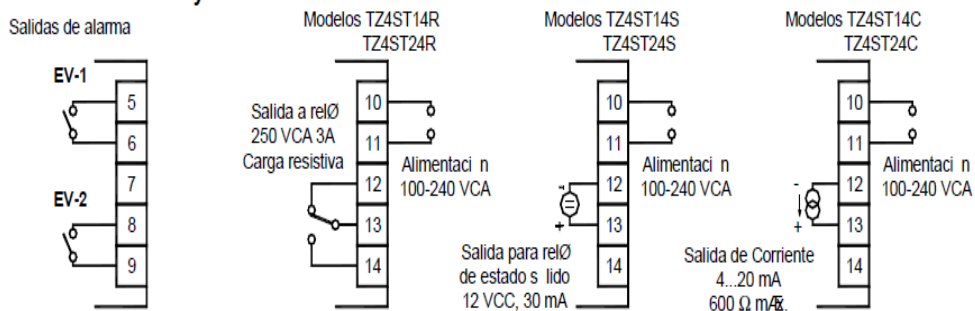 Salidas de alarma
EV-1
5
6
7
EV-2
8
9
Modelos TZ4ST14R
TZ4ST24R
Salida a relØ
250 VCA 3A
Carga resistiva
10
11
12
13
14
Alimentaci n
100-240 VCA
Modelos TZ4ST14S
TZ4ST24S
10
11
12
13
14
Alimentaci n
100-240 VCA
- 
+
Salida para relØ
de estado s lido
12 VCC, 30 mA
Modelos TZ4ST14C
TZ4ST24C
10
11
12
13
14
Alimentaci n
100-240 VCA
-
+
Salida de Corriente
4...20 mA
600 Ω